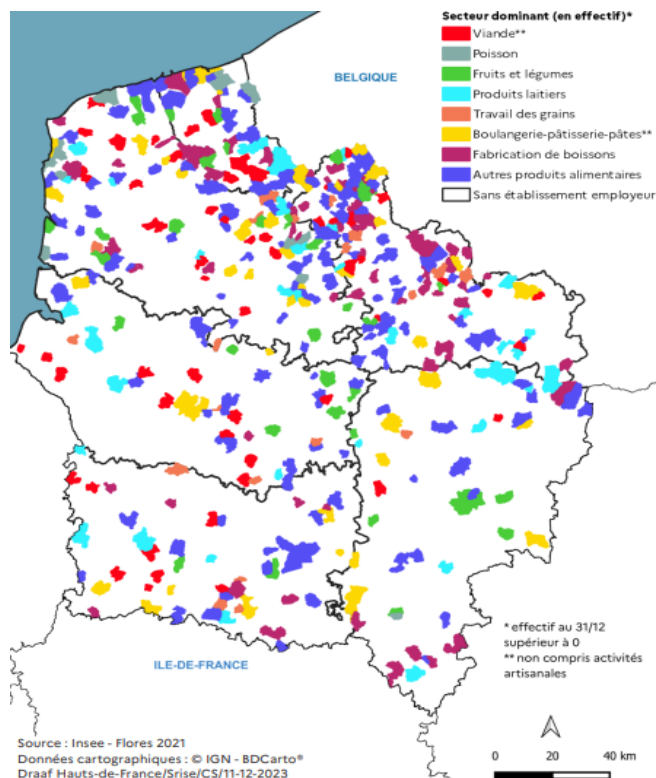 Secteur dominant (en effectif)*
Viande**
Poisson
Fruits et légumes
Produits laitiers
Travail des grains
Boulangerie-pâtisserie-pâtes**
Fabrication de boissons
Autres produits alimentaires
Sans établissement employeur
BELGIQUE
ILE-DE-FRANCE
* effectif au 31/12
supérieur à 0
** non compris activités
artisanales
Source : Insee - Flores 2021
Données cartographiques : © IGN - BDCarto®
Draaf Hauts-de-France/Srise/CS/11-12-2023
0 20 40 km